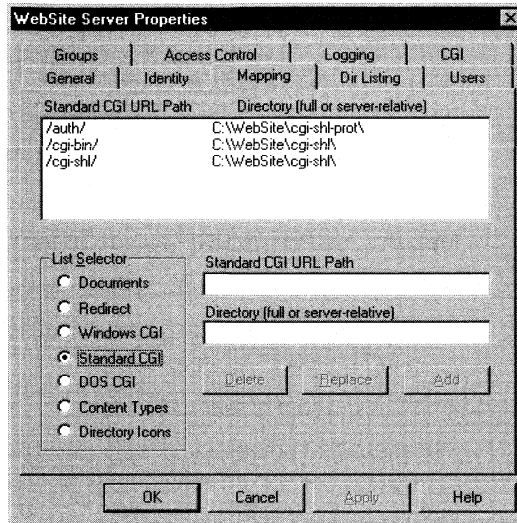 WebSite Server Properties
Groups Access Control Logging CGI
General Identity Mapping Dir Listing Users
Standard CGI URL Path Directory (full or server-relative)
/auth/ C:\WebSite\cgi-shl-prot\
/cgi-bin/ C:\WebSite\cgi-shl\
/cgi-shl/ C:\WebSite\cgi-shl\
List Selector
Documents
Redirect
Windows CGI
Standard CGI
DOS CGI
Content Types
Directory Icons
Standard CGI URL Path
Directory (full or server-relative)
Delete Replace Add
OK Cancel Apply Help